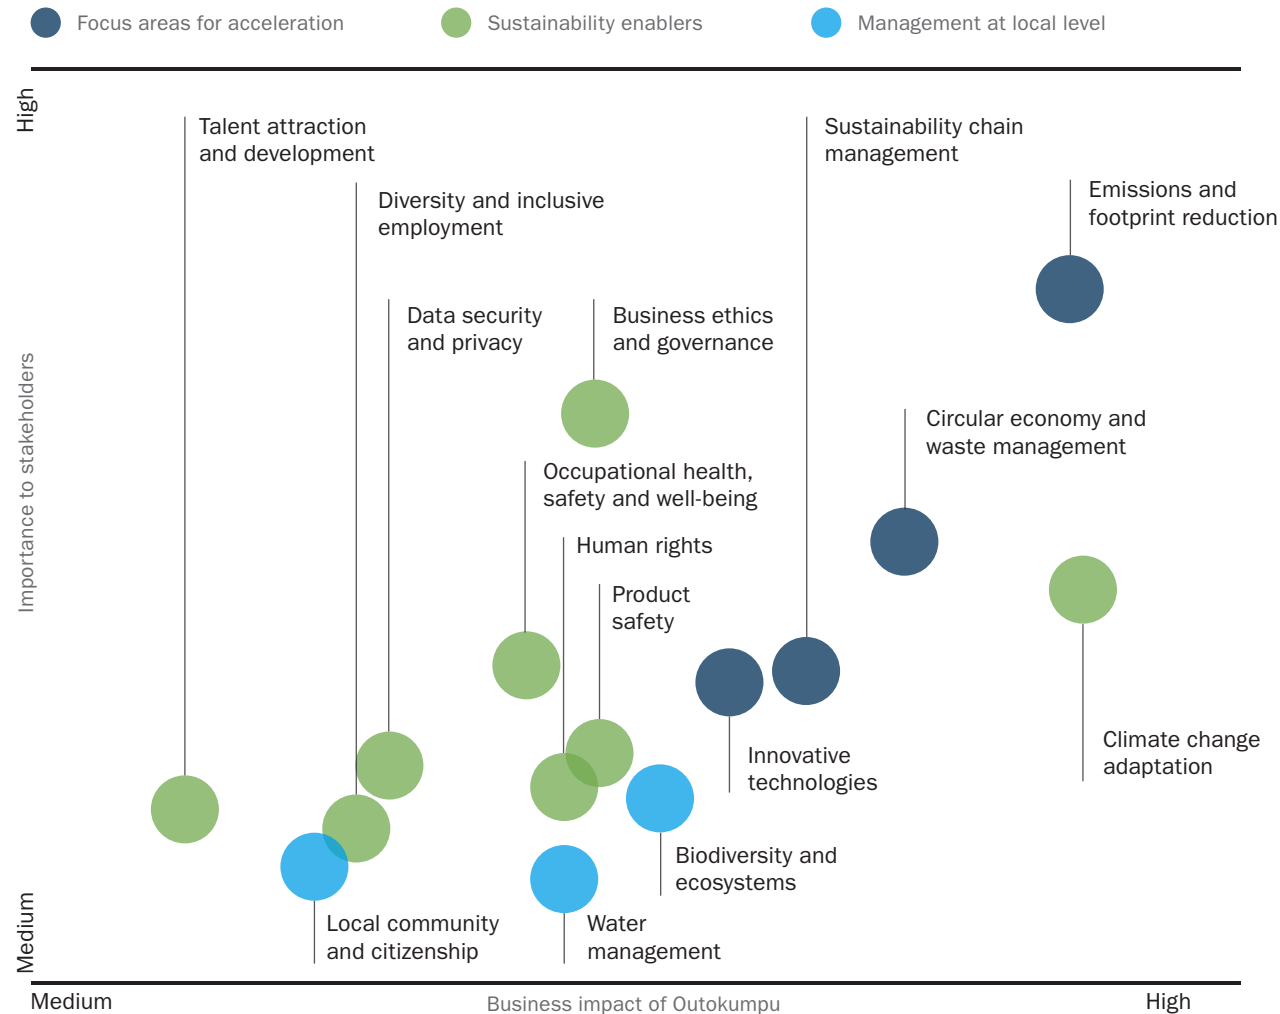 Focus areas for acceleration
Sustainability enablers
Management at local level
High
Talent attraction
and development
Sustainability chain
management
Emissions and
footprint reduction
Diversity and inclusive
employment
Data security
and privacy
Business ethics
and governance
Importance to stakeholders
Circular economy and
waste management
Occupational health,
safety and well-being
Human rights
Product
safety
Innovative
technologies
Climate change
adaptation
Biodiversity and
ecosystems
Local community
and citizenship
Water
management
Medium
Medium
Business impact of Outokumpu
High